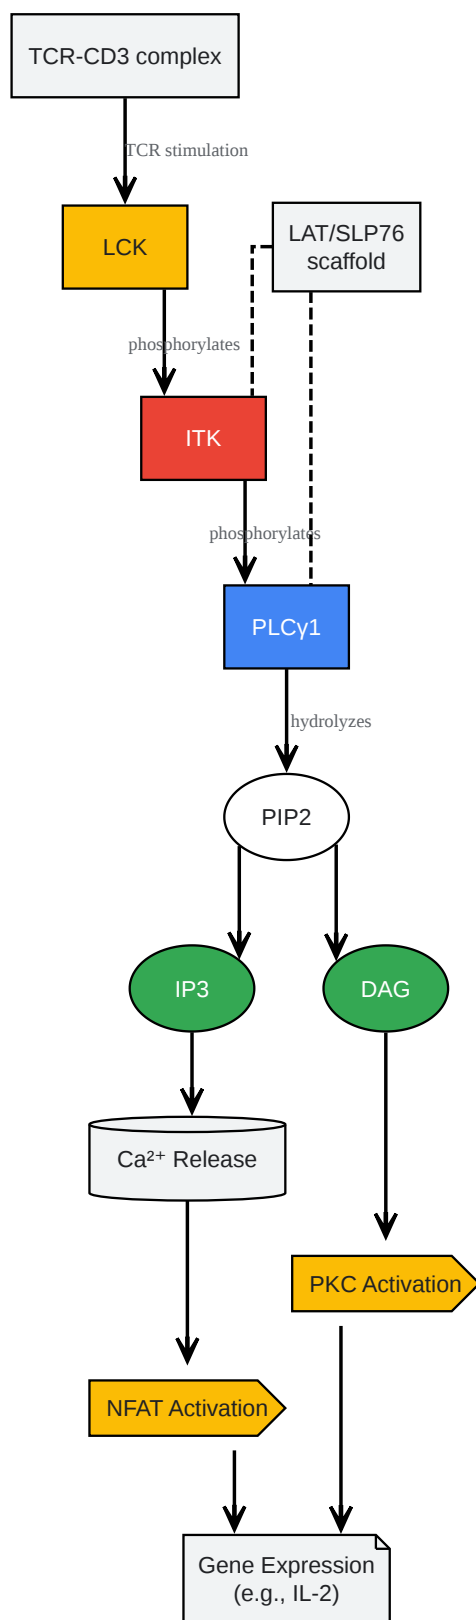 TCR-CD3 complex
TCR stimulation
LCK
LAT/SLP76
scaffold
phosphorylates
ITK
phosphorylates
PLCγ1
hydrolyzes
PIP2
IP3
DAG
Ca²⁺ Release
PKC Activation
NFAT Activation
Gene Expression
(e.g., IL-2)